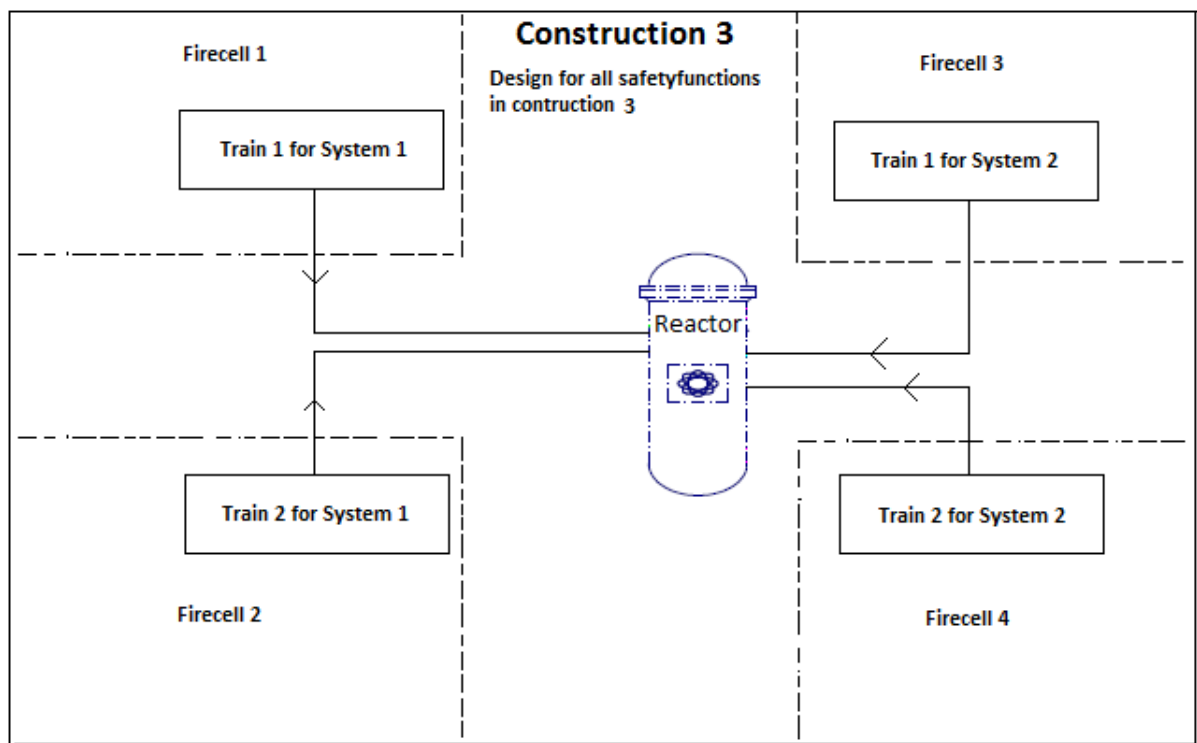 Construction 3
Design for all safetyfunctions
in contruction 3
Firecell 1
Train 1 for System 1
Firecell 3
Train 1 for System 2
Reactor
Train 2 for System 1
Firecell 2
Train 2 for System 2
Firecell 4